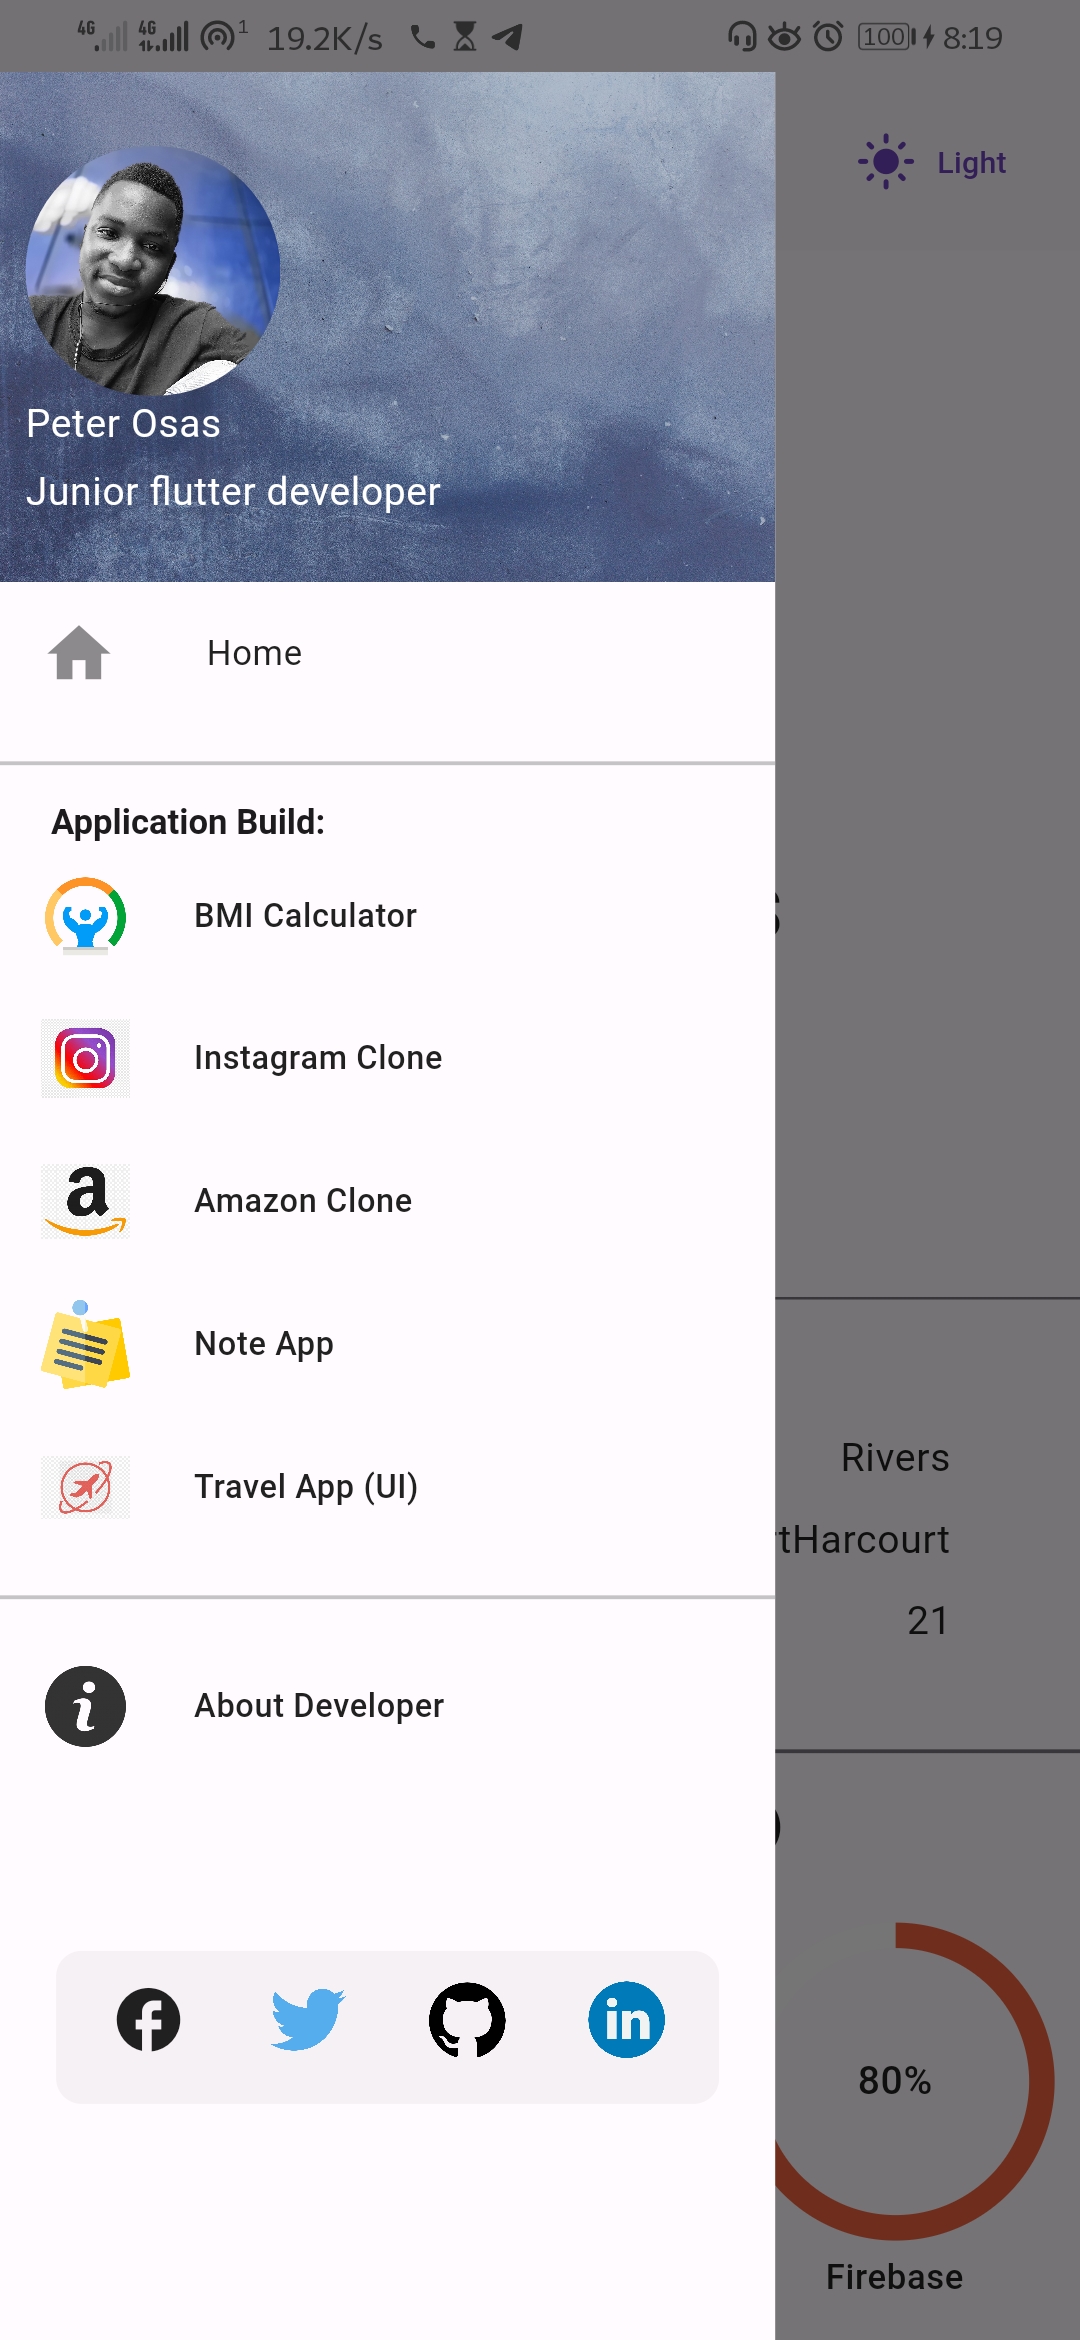 4G 4G 1 19.2K/s 100 8:19
Light
Peter Osas
Junior flutter developer
Home
Application Build:
BMI Calculator
Instagram Clone
Amazon Clone
Note App
Travel App (UI)
About Developer
Rivers
tHarcourt
21
80%
Firebase